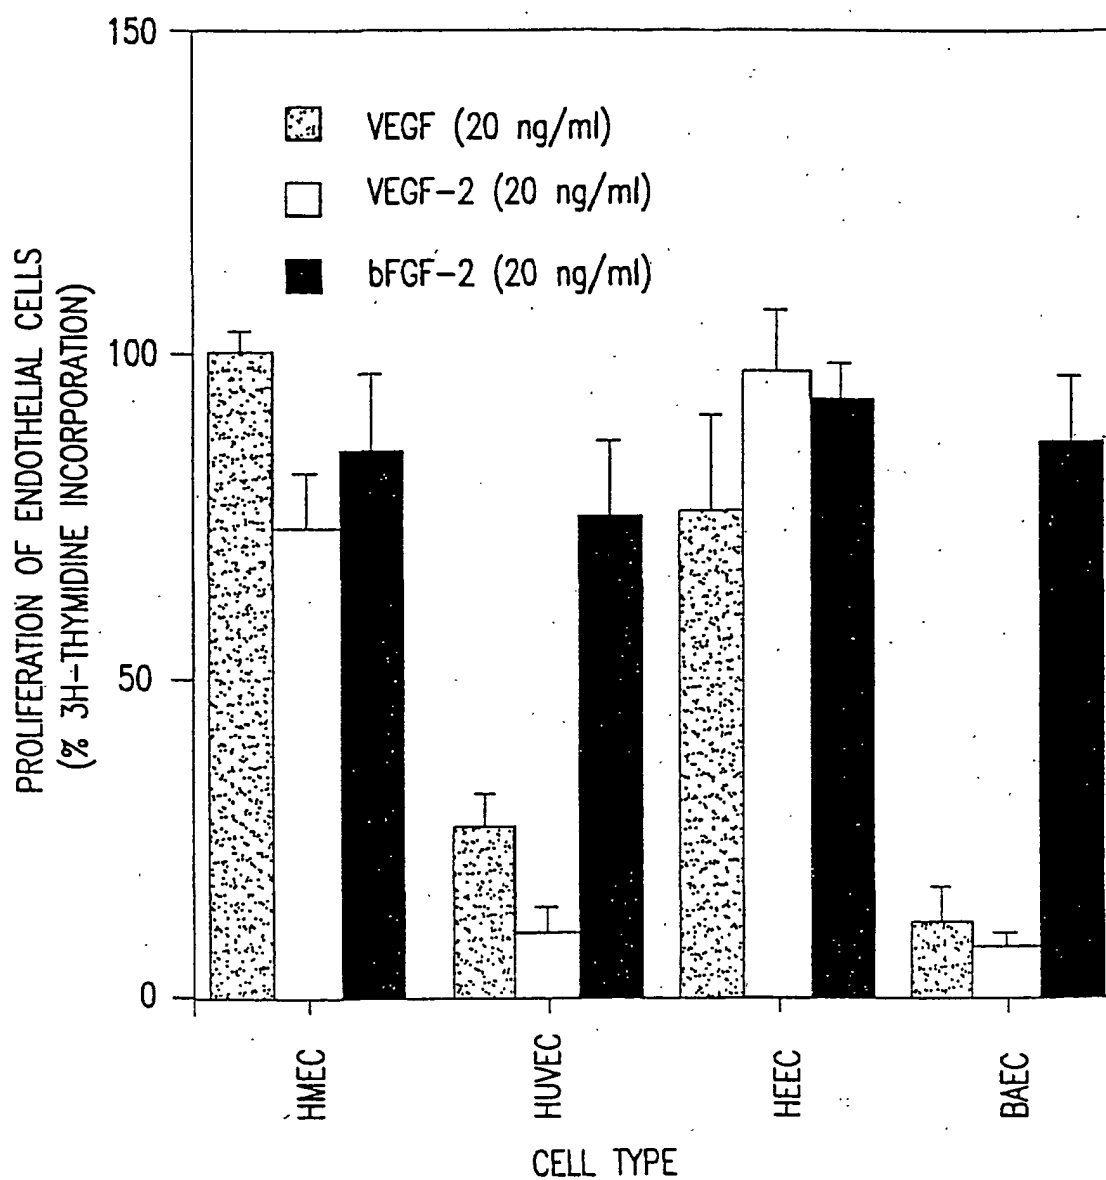 150
VEGF (20 ng/ml)
VEGF-2 (20 ng/ml)
bFGF-2 (20 ng/ml)
100
50
0
PROLIFERATION OF ENDOTHELIAL CELLS
(% 3H-THYMIDINE INCORPORATION)
HMEC
HUVEC
HEEC
BAEC
CELL TYPE